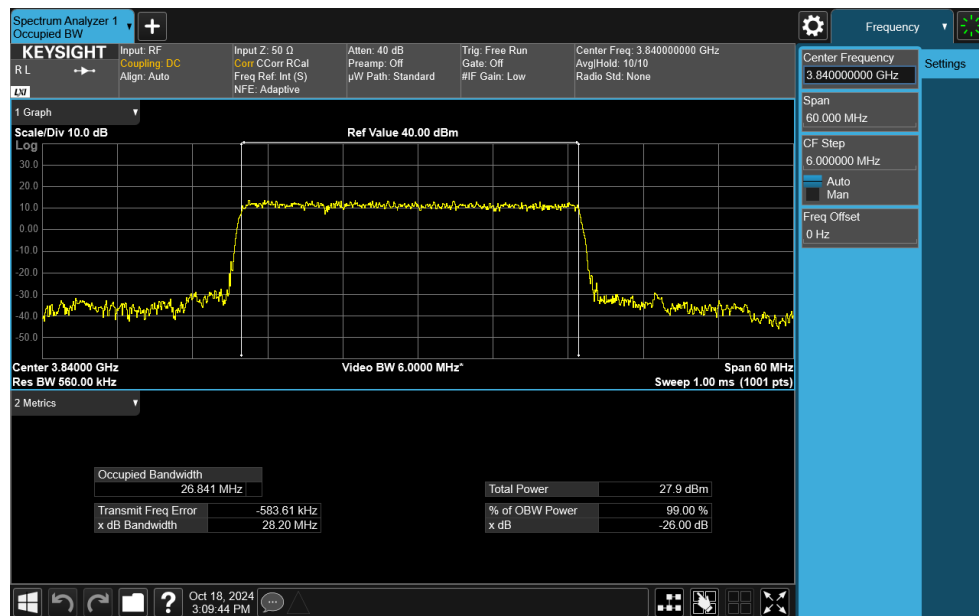 Spectrum Analyzer 1
Occupied BW
+
Frequency
KEYSIGHT
R L
LXI
Input: RF
Coupling: DC
Align: Auto
Input Z: 50 Ω
Corr CCorr RCal
Freq Ref: Int (S)
NFE: Adaptive
Atten: 40 dB
Preamp: Off
µW Path: Standard
Trig: Free Run
Gate: Off
#IF Gain: Low
Center Freq: 3.840000000 GHz
Avg|Hold: 10/10
Radio Std: None
Center Frequency
3.840000000 GHz
Settings
Span
60.000 MHz
CF Step
6.000000 MHz
Auto
Man
Freq Offset
0 Hz
1 Graph
Scale/Div 10.0 dB
Ref Value 40.00 dBm
Log
30.0
20.0
10.0
0.00
-10.0
-20.0
-30.0
-40.0
-50.0
Center 3.84000 GHz
Video BW 6.0000 MHz*
Span 60 MHz
Res BW 560.00 kHz
Sweep 1.00 ms (1001 pts)
2 Metrics
Occupied Bandwidth
26.841 MHz
Total Power 27.9 dBm
Transmit Freq Error -583.61 kHz
% of OBW Power 99.00 %
x dB Bandwidth 28.20 MHz
x dB -26.00 dB
?
Oct 18, 2024
3:09:44 PM